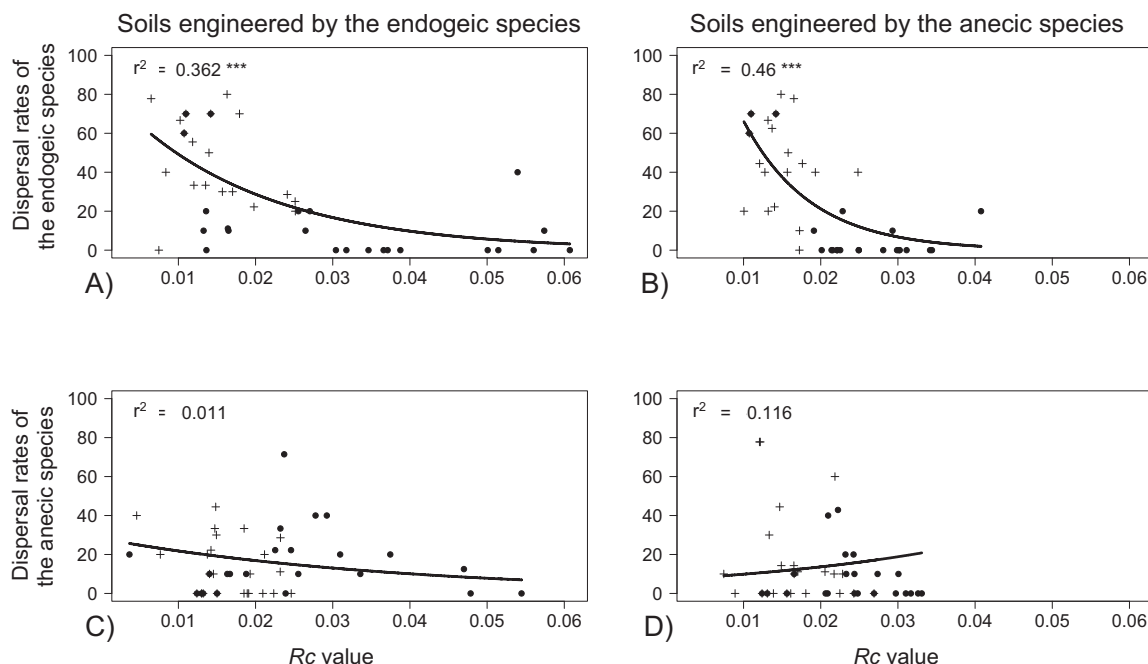 Soils engineered by the endogeic species
Soils engineered by the anecic species
Dispersal rates of
the endogeic species
100
80
60
40
20
0
r² = 0.362 ***
A)
0.01 0.02 0.03 0.04 0.05 0.06
100
80
60
40
20
0
r² = 0.46 ***
B)
0.01 0.02 0.03 0.04 0.05 0.06
Dispersal rates of
the anecic species
100
80
60
40
20
0
r² = 0.011
C)
0.01 0.02 0.03 0.04 0.05 0.06
Rc value
100
80
60
40
20
0
r² = 0.116
D)
0.01 0.02 0.03 0.04 0.05 0.06
Rc value